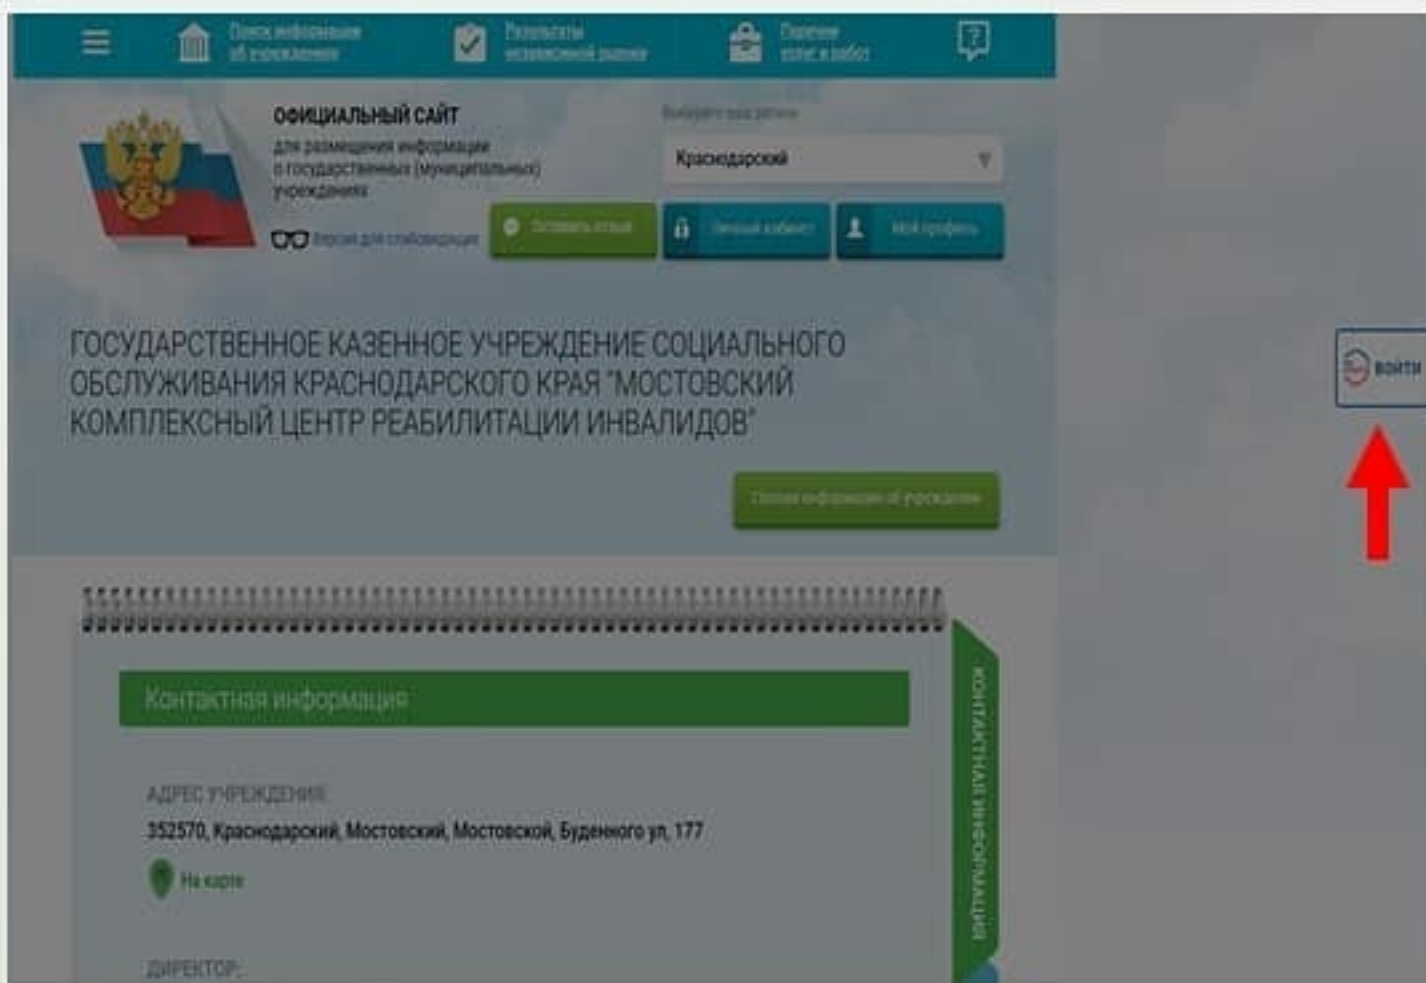 Поиск информации
об учреждениях
Результаты
независимой оценки
Перечни
услуг и работ
ОФИЦИАЛЬНЫЙ САЙТ
для размещения информации
о государственных (муниципальных)
учреждениях
Версия для слабовидящих
Выберите ваш регион
Краснодарский
Оставить отзыв
Личный кабинет
Мой профиль
ВОЙТИ
ГОСУДАРСТВЕННОЕ КАЗЕННОЕ УЧРЕЖДЕНИЕ СОЦИАЛЬНОГО
ОБСЛУЖИВАНИЯ КРАСНОДАРСКОГО КРАЯ "МОСТОВСКИЙ
КОМПЛЕКСНЫЙ ЦЕНТР РЕАБИЛИТАЦИИ ИНВАЛИДОВ"
информация об учреждении
Контактная информация
КОНТАКТНАЯ ИНФОРМАЦИЯ
АДРЕС УЧРЕЖДЕНИЯ:
352570, Краснодарский, Мостовский, Мостовской, Буденного ул, 177
На карте
ДИРЕКТОР: